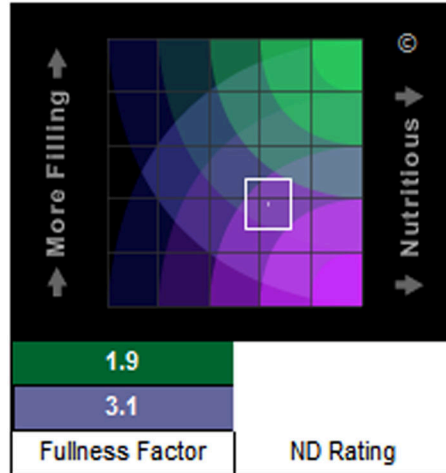 ©
More Filling
Nutritious
1.9
3.1
Fullness Factor ND Rating